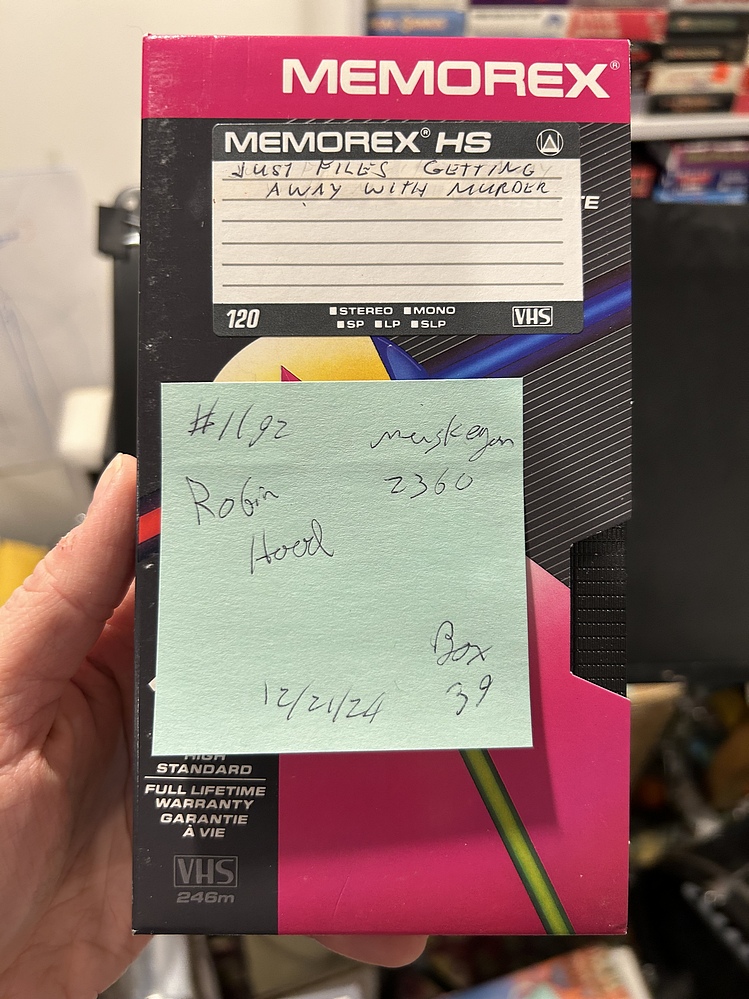 MEMOREX®
MEMOREX® HS
JUST FILES GETTING
AWAY WITH MURDER
TE
120
STEREO MONO
SP LP SLP
VHS
#1192
Muskegon
2360
Robin
Hood
Box
39
12/21/24
HIGH
STANDARD
FULL LIFETIME
WARRANTY
GARANTIE
À VIE
VHS
246m